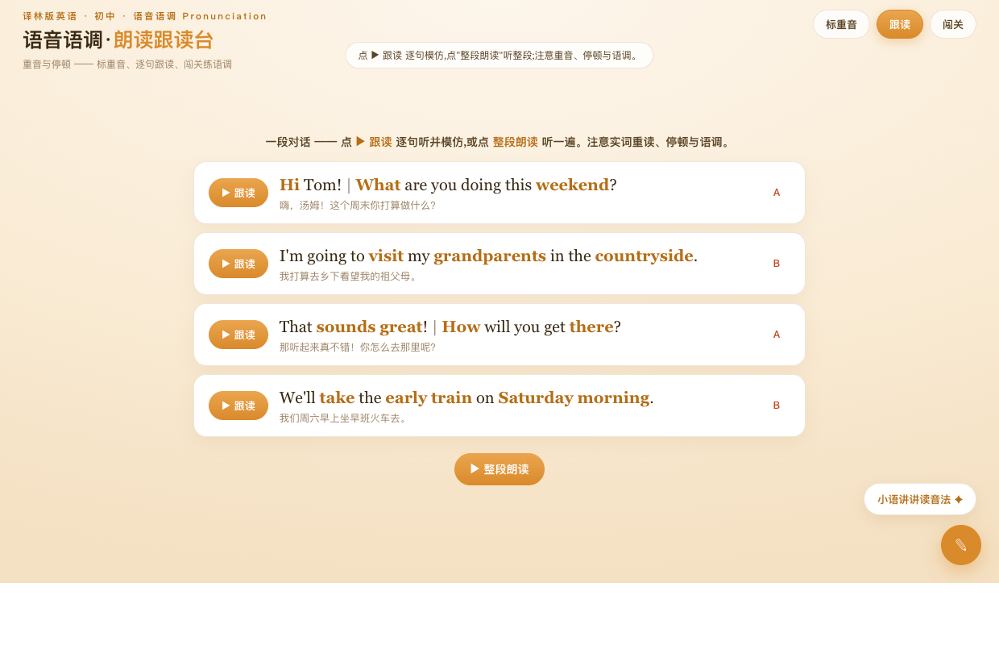 译林版英语 · 初中 · 语音语调 Pronunciation
语音语调·朗读跟读台
重音与停顿 —— 标重音、逐句跟读、闯关练语调
点 ▶ 跟读 逐句模仿,点"整段朗读"听整段;注意重音、停顿与语调。
标重音
跟读
闯关
一段对话 —— 点 ▶ 跟读 逐句听并模仿,或点 整段朗读 听一遍。注意实词重读、停顿与语调。
▶ 跟读
Hi Tom! | What are you doing this weekend?
嗨，汤姆！这个周末你打算做什么？
A
▶ 跟读
I'm going to visit my grandparents in the countryside.
我打算去乡下看望我的祖父母。
B
▶ 跟读
That sounds great! | How will you get there?
那听起来真不错！你怎么去那里呢？
A
▶ 跟读
We'll take the early train on Saturday morning.
我们周六早上坐早班火车去。
B
▶ 整段朗读
小语讲讲读音法 ✦
✎